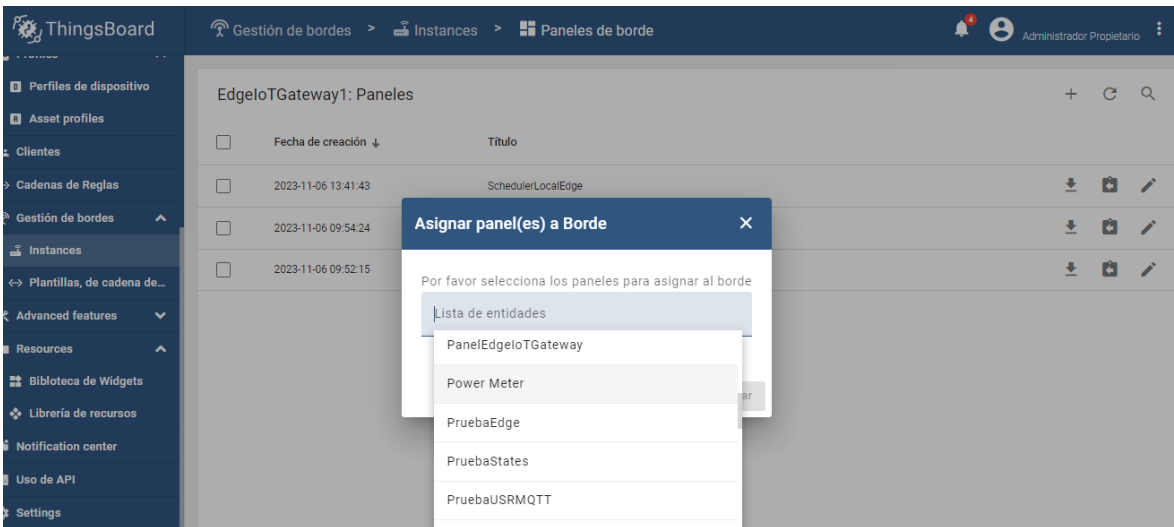 ThingsBoard
Gestión de bordes > Instances > Paneles de borde
4
Administrador Propietario
Perfiles de dispositivo
Asset profiles
Clientes
Cadenas de Reglas
Gestión de bordes
Instances
Plantillas, de cadena de...
Advanced features
Resources
Bibloteca de Widgets
Librería de recursos
Notification center
Uso de API
Settings
EdgeIoTGateway1: Paneles
Fecha de creación ↓ Título
2023-11-06 13:41:43 SchedulerLocalEdge
2023-11-06 09:54:24
2023-11-06 09:52:15
Asignar panel(es) a Borde
Por favor selecciona los paneles para asignar al borde
Lista de entidades
PanelEdgeIoTGateway
Power Meter
PruebaEdge
PruebaStates
PruebaUSRMQTT